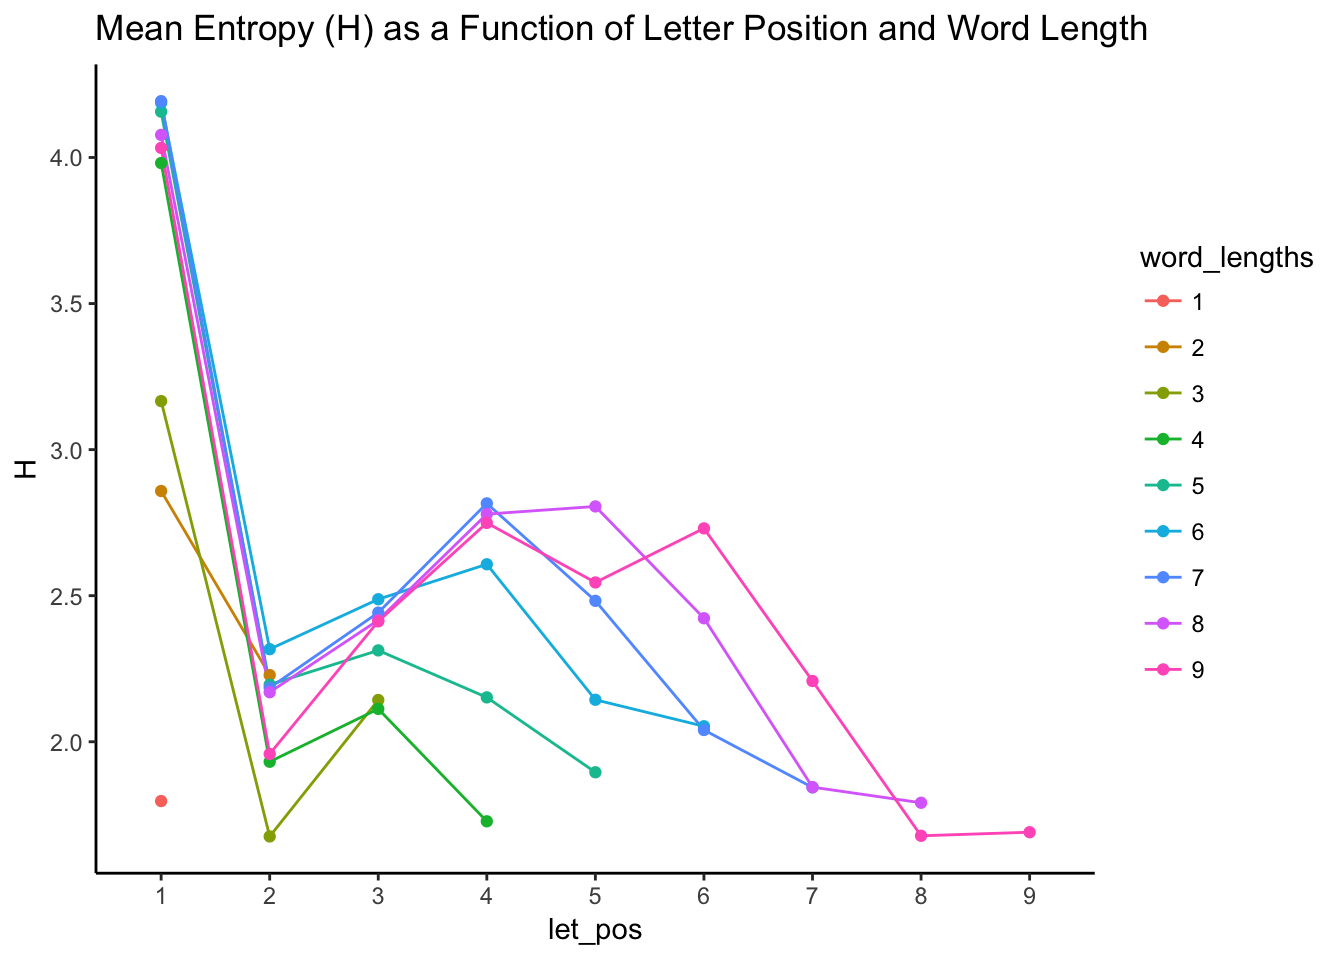 Mean Entropy (H) as a Function of Letter Position and Word Length
4.0
3.5
3.0
2.5
2.0
H
1 2 3 4 5 6 7 8 9
let_pos
word_lengths
1
2
3
4
5
6
7
8
9